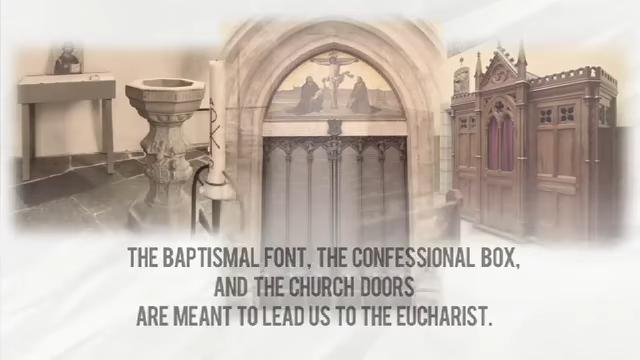 THE BAPTISMAL FONT, THE CONFESSIONAL BOX,
AND THE CHURCH DOORS
ARE MEANT TO LEAD US TO THE EUCHARIST.